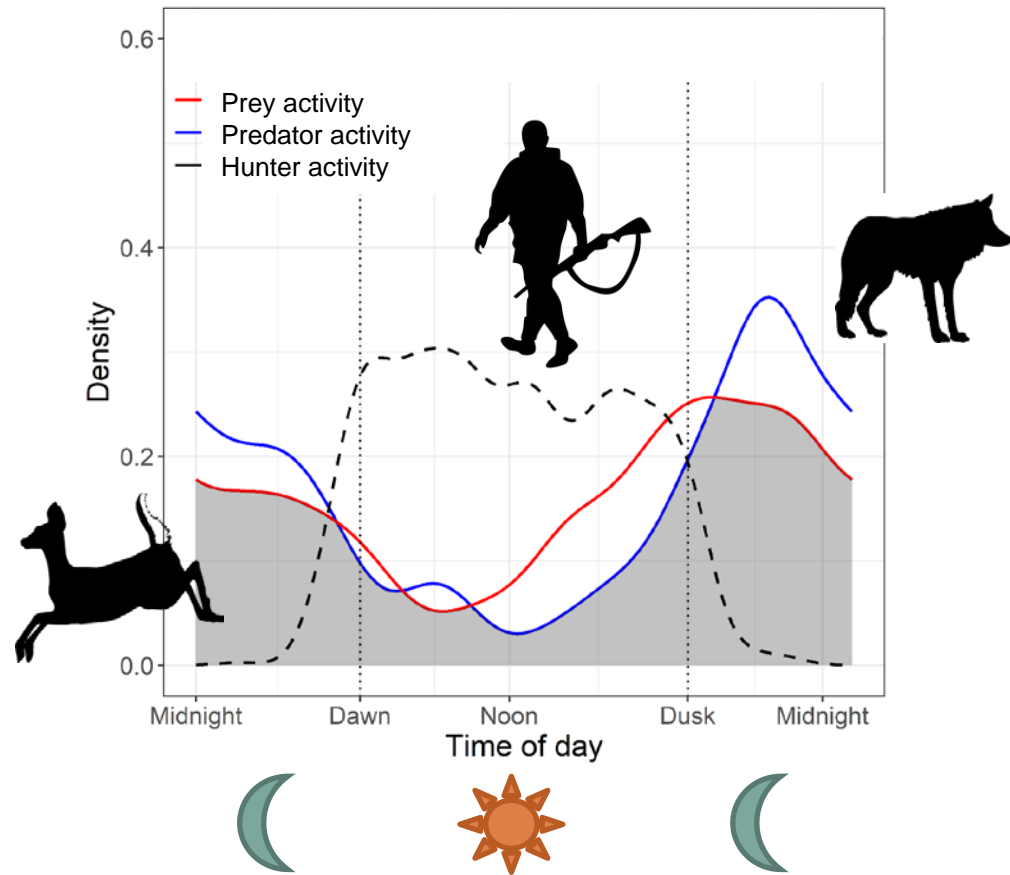 0.6
Prey activity
Predator activity
Hunter activity
0.4
Density
0.2
0.0
Midnight Dawn Noon Dusk Midnight
Time of day